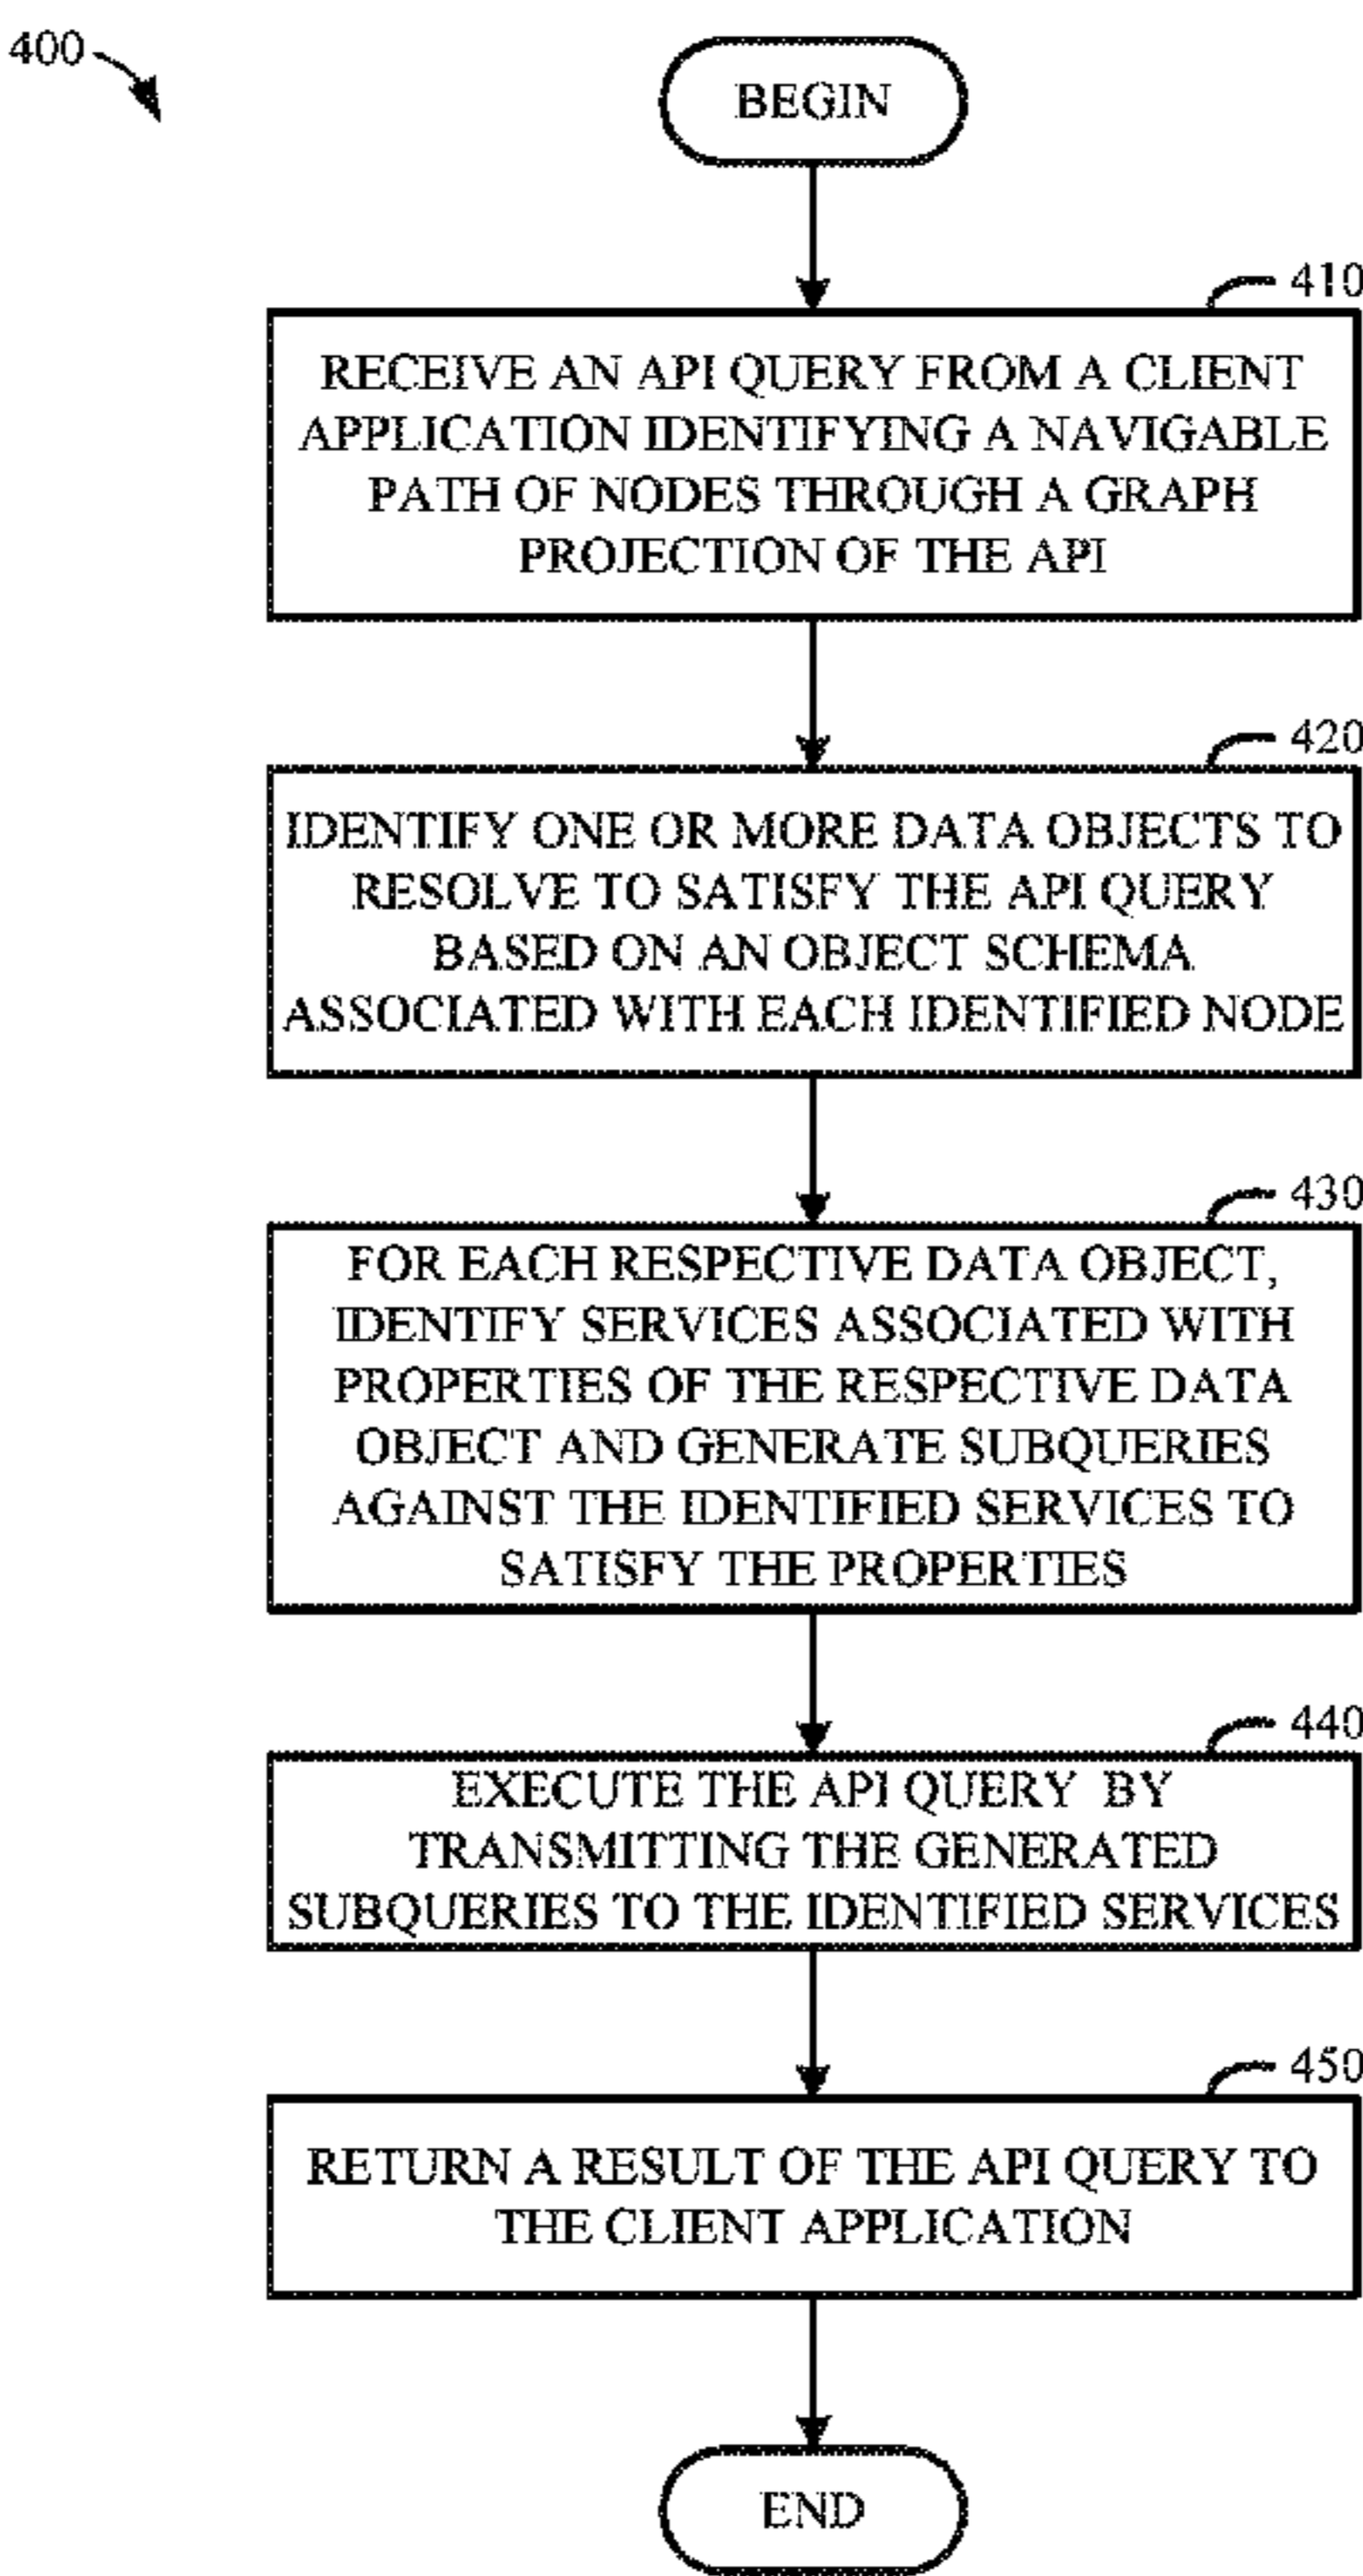 400
BEGIN
410
RECEIVE AN API QUERY FROM A CLIENT
APPLICATION IDENTIFYING A NAVIGABLE
PATH OF NODES THROUGH A GRAPH
PROJECTION OF THE API
420
IDENTIFY ONE OR MORE DATA OBJECTS TO
RESOLVE TO SATISFY THE API QUERY
BASED ON AN OBJECT SCHEMA
ASSOCIATED WITH EACH IDENTIFIED NODE
430
FOR EACH RESPECTIVE DATA OBJECT,
IDENTIFY SERVICES ASSOCIATED WITH
PROPERTIES OF THE RESPECTIVE DATA
OBJECT AND GENERATE SUBQUERIES
AGAINST THE IDENTIFIED SERVICES TO
SATISFY THE PROPERTIES
440
EXECUTE THE API QUERY BY
TRANSMITTING THE GENERATED
SUBQUERIES TO THE IDENTIFIED SERVICES
450
RETURN A RESULT OF THE API QUERY TO
THE CLIENT APPLICATION
END